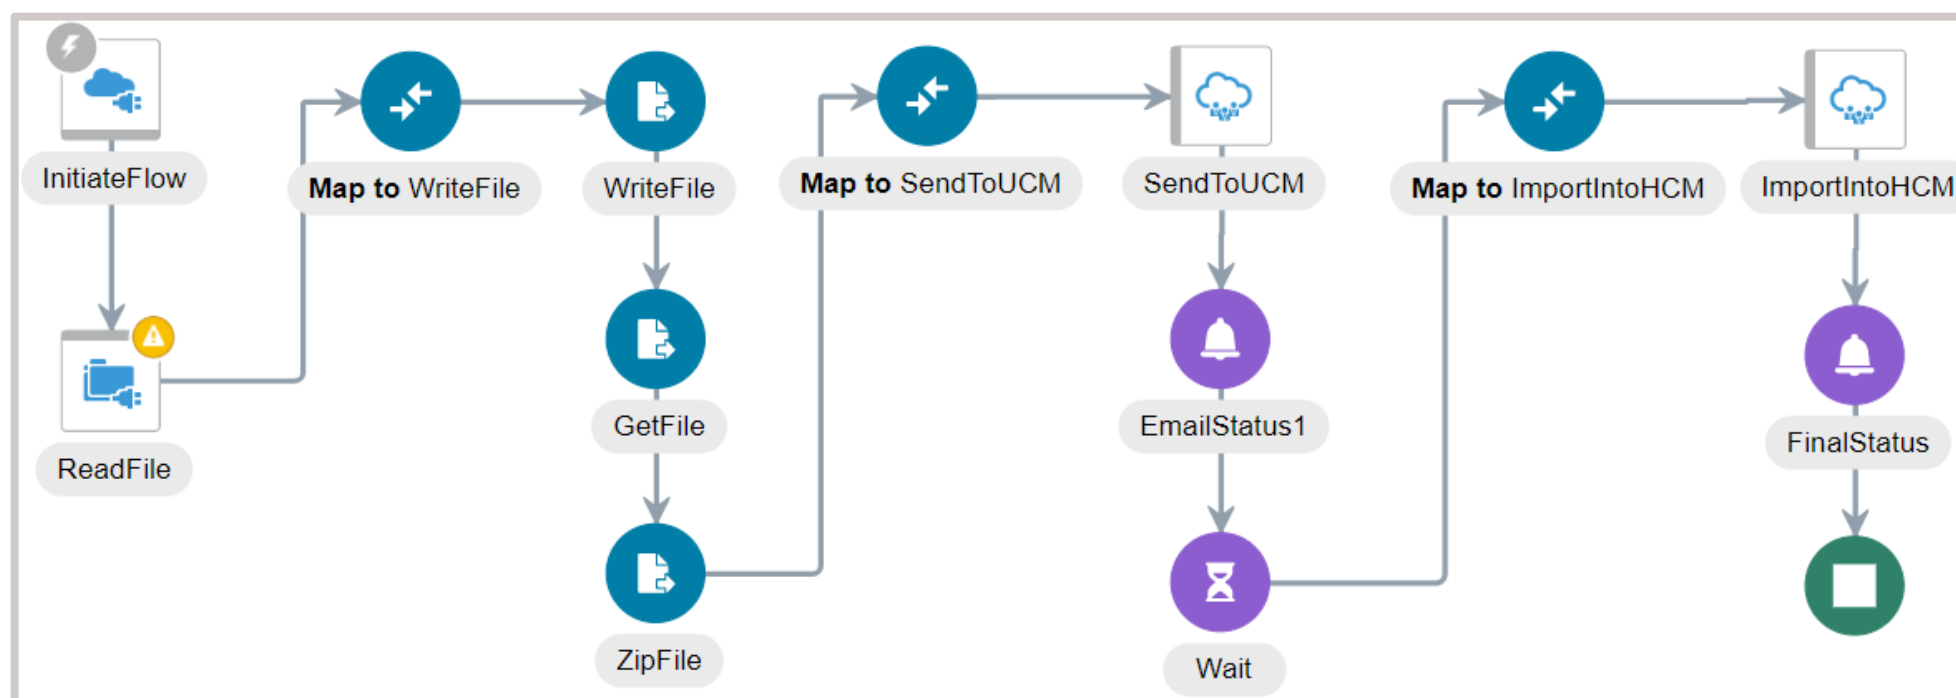 InitiateFlow
ReadFile
Map to WriteFile
WriteFile
GetFile
ZipFile
Map to SendToUCM
SendToUCM
EmailStatus1
Wait
Map to ImportIntoHCM
ImportIntoHCM
FinalStatus